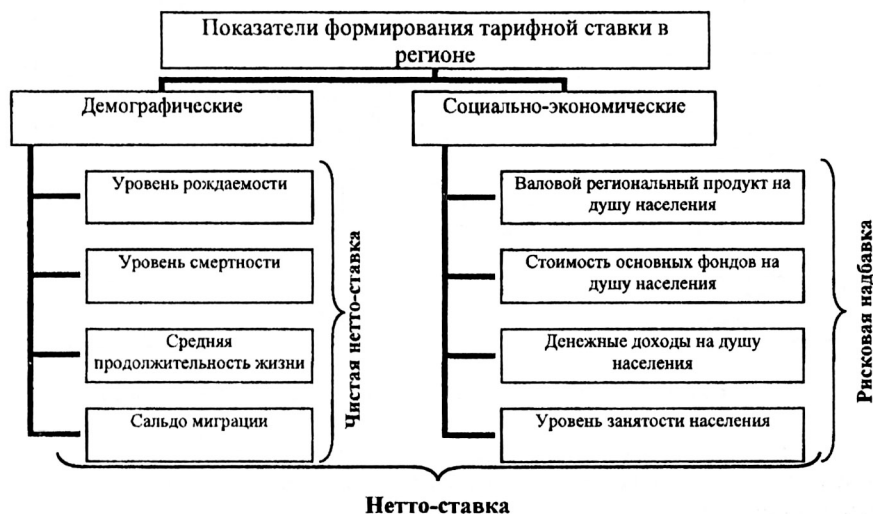 Показатели формирования тарифной ставки в
регионе
Демографические
Уровень рождаемости
Уровень смертности
Средняя
продолжительность жизни
Сальдо миграции
Чистая нетто-ставка
Социально-экономические
Валовой региональный продукт на
душу населения
Стоимость основных фондов на
душу населения
Денежные доходы на душу
населения
Уровень занятости населения
Рисковая надбавка
Нетто-ставка